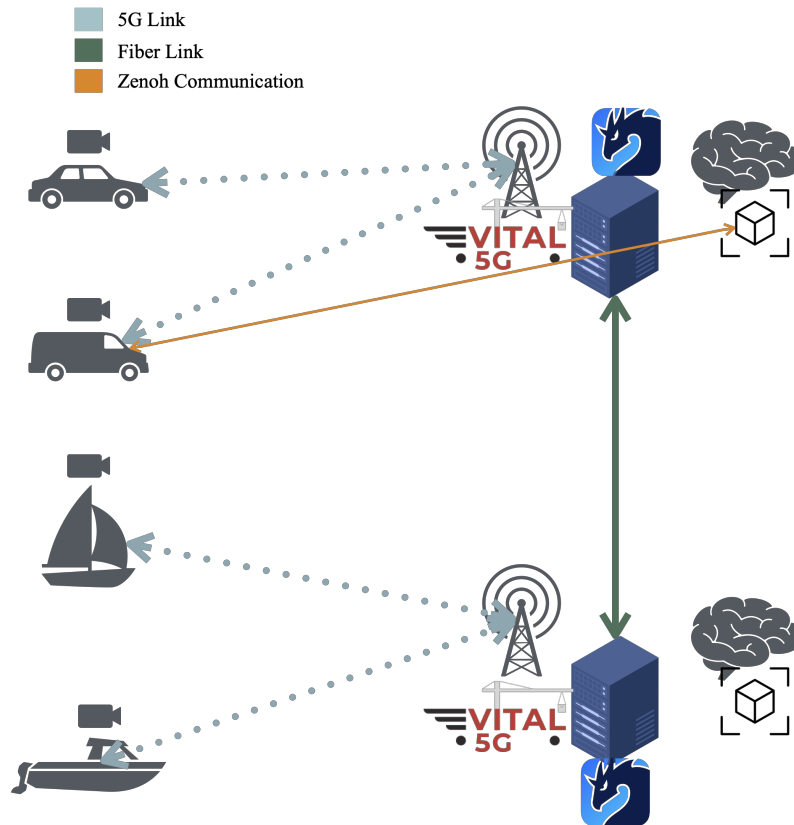 5G Link
Fiber Link
Zenoh Communication
VITAL
5G
VITAL
5G